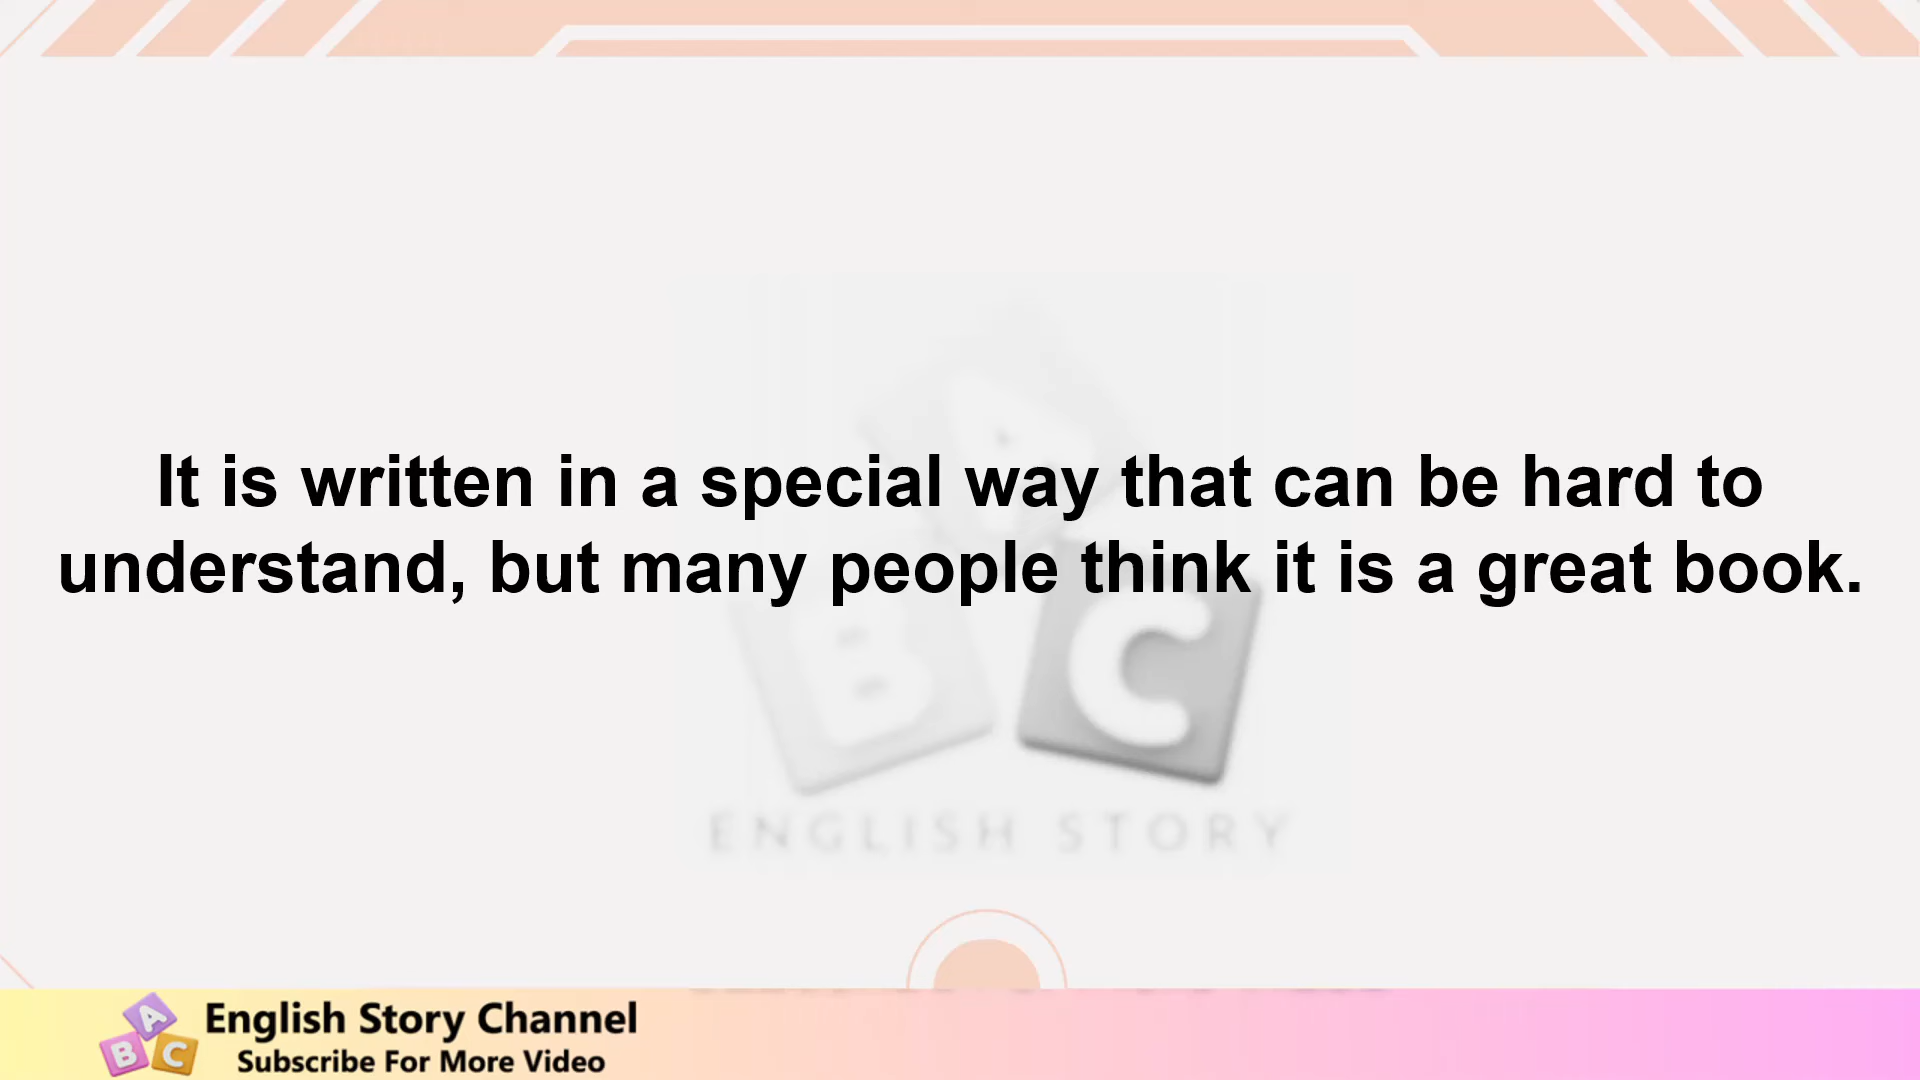 It is written in a special way that can be hard to
understand, but many people think it is a great book.
A
B
C
ENGLISH STORY
A
B
C
English Story Channel
Subscribe For More Video